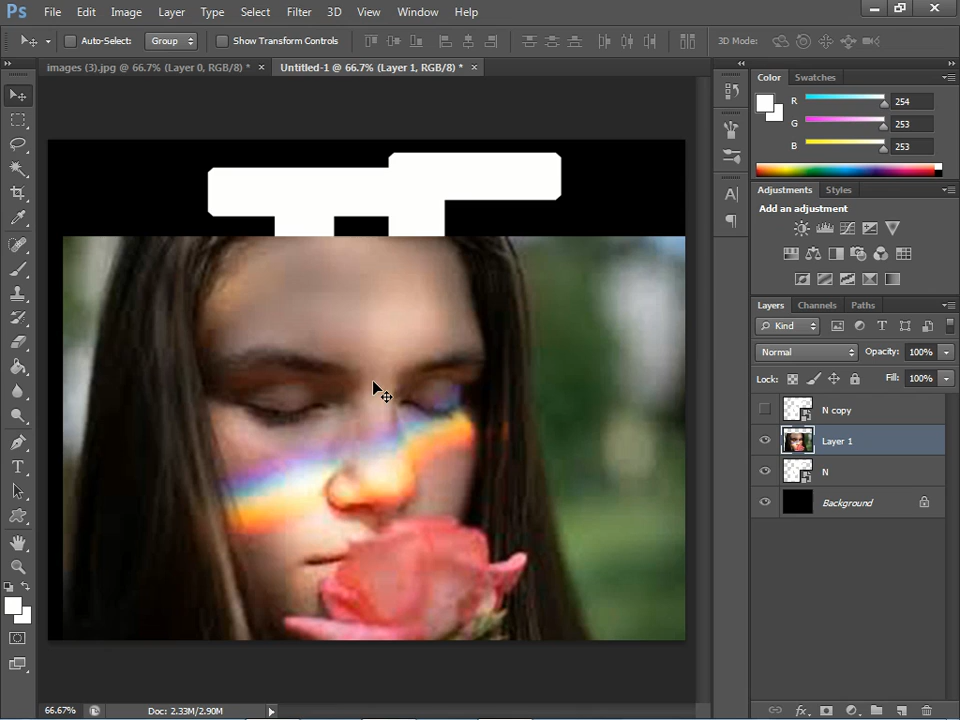 Ps File Edit Image Layer Type Select Filter 3D View Window Help
Auto-Select: Group Show Transform Controls 3D Mode:
images (3).jpg @ 66.7% (Layer 0, RGB/8) * × Untitled-1 @ 66.7% (Layer 1, RGB/8) * ×
Color Swatches
R 254
G 253
B 253
Adjustments Styles
Add an adjustment
Layers Channels Paths
Kind
Normal Opacity: 100%
Lock: Fill: 100%
N copy
Layer 1
N
Background
66.67% Doc: 2.33M/2.90M